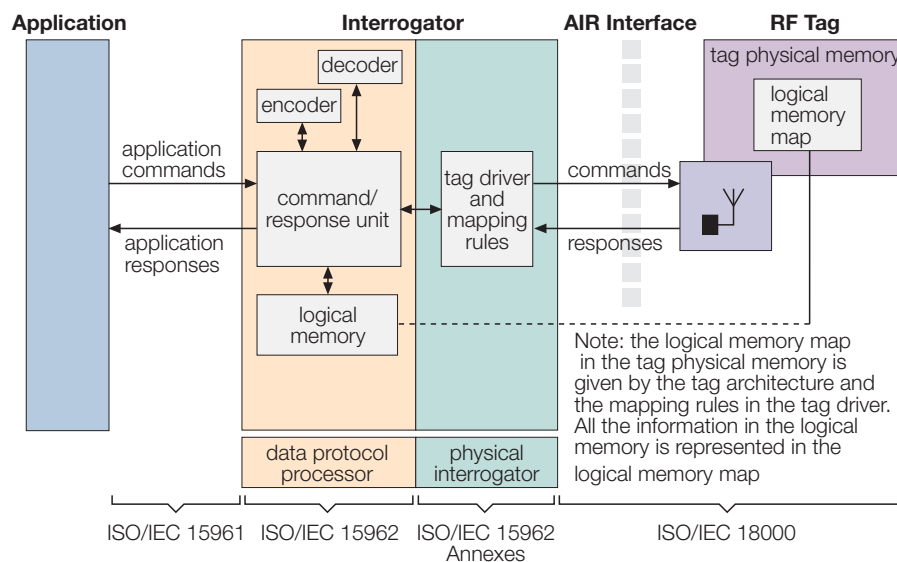 Application
Interrogator
AIR Interface
RF Tag
tag physical memory
decoder
encoder
logical
memory
map
application
commands
command/
response unit
tag driver
and
mapping
rules
commands
application
responses
responses
logical
memory
Note: the logical memory map
in the tag physical memory is
given by the tag architecture and
the mapping rules in the tag driver.
All the information in the logical
memory is represented in the
logical memory map
data protocol
processor
physical
interrogator
ISO/IEC 15961
ISO/IEC 15962
ISO/IEC 15962
Annexes
ISO/IEC 18000